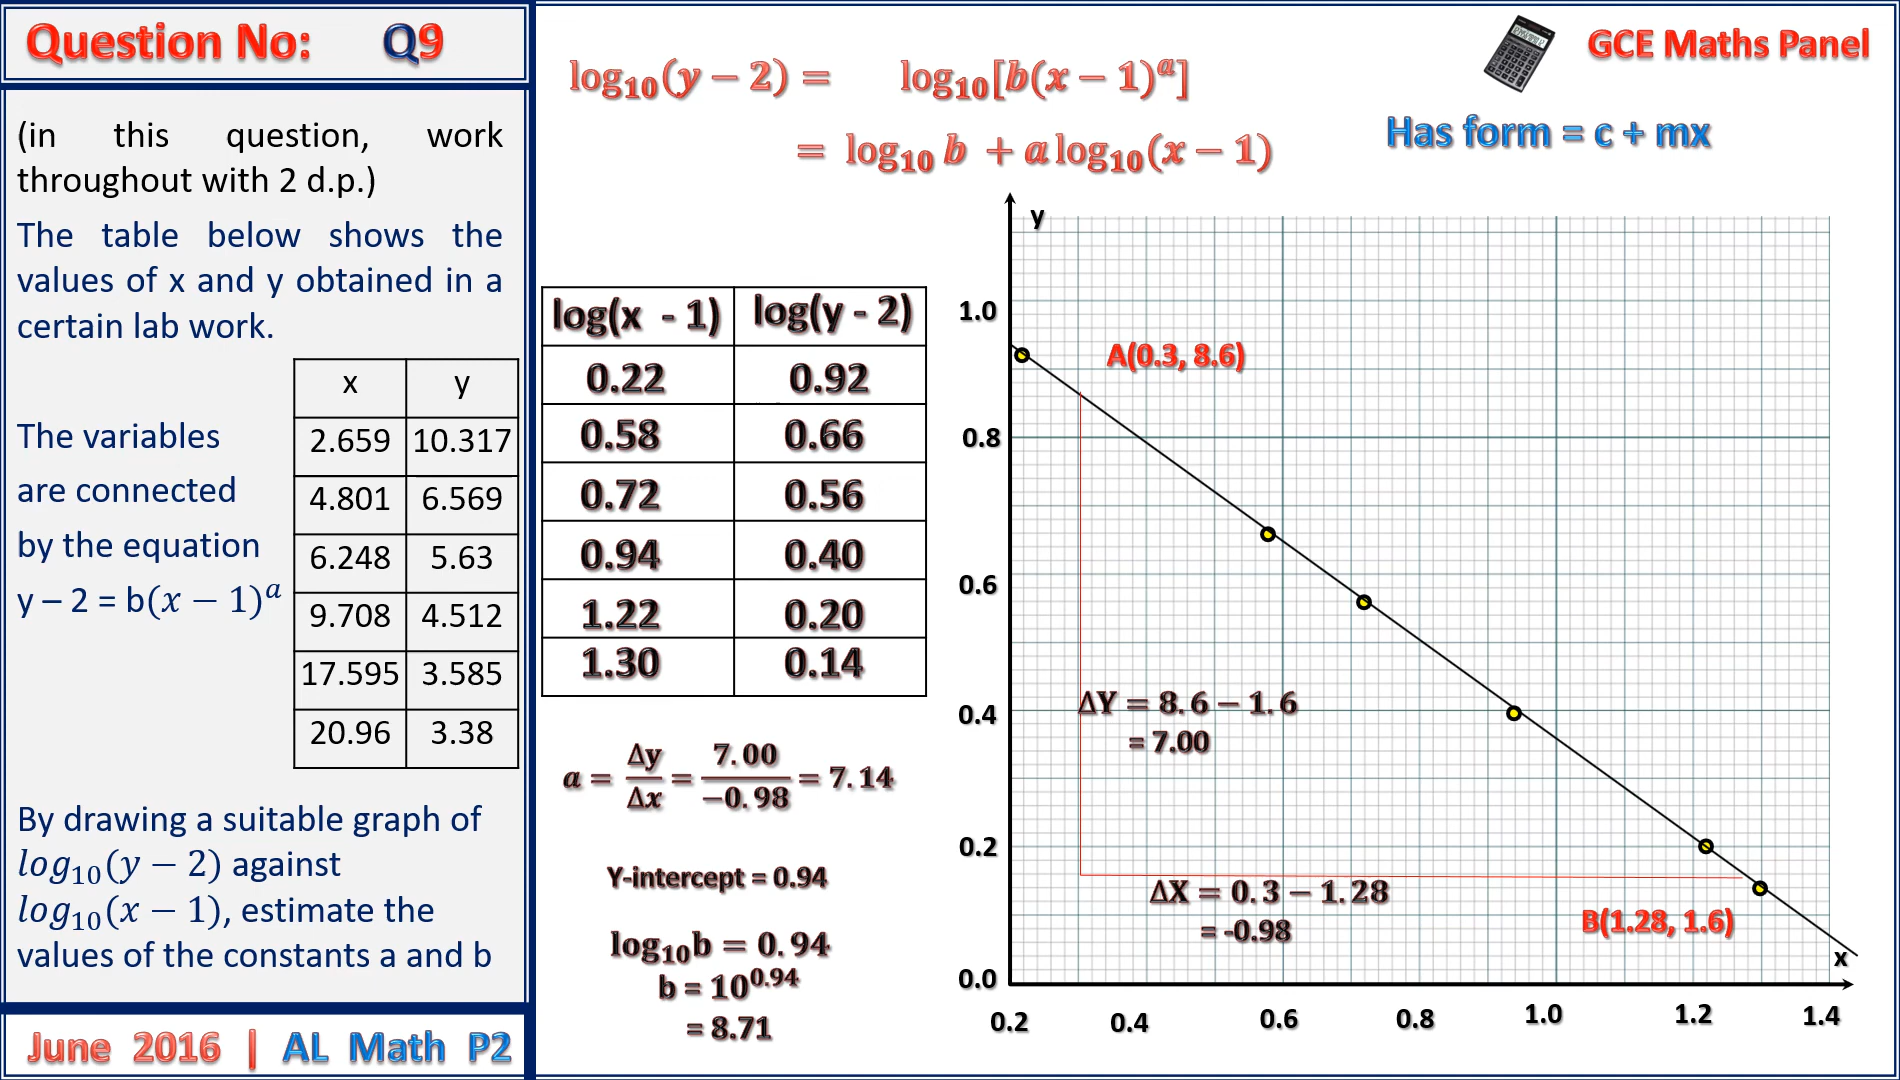 Question No: Q9
(in this question, work
throughout with 2 d.p.)
The table below shows the
values of x and y obtained in a
certain lab work.
The variables
are connected
by the equation
y – 2 = b(x − 1)^a
x y
2.659 10.317
4.801 6.569
6.248 5.63
9.708 4.512
17.595 3.585
20.96 3.38
By drawing a suitable graph of
log₁₀(y − 2) against
log₁₀(x − 1), estimate the
values of the constants a and b
June 2016 | AL Math P2
log₁₀(y − 2) = log₁₀[b(x − 1)^a]
= log₁₀ b + a log₁₀(x − 1)
GCE Maths Panel
Has form = c + mx
log(x - 1) log(y - 2)
0.22 0.92
0.58 0.66
0.72 0.56
0.94 0.40
1.22 0.20
1.30 0.14
a = Δy/Δx = 7.00/−0.98 = 7.14
Y-intercept = 0.94
log₁₀b = 0.94
b = 10^0.94
= 8.71
y
1.0
A(0.3, 8.6)
0.8
0.6
0.4
ΔY = 8.6 − 1.6
= 7.00
0.2
ΔX = 0.3 − 1.28
= -0.98
B(1.28, 1.6)
x
0.0
0.2 0.4 0.6 0.8 1.0 1.2 1.4